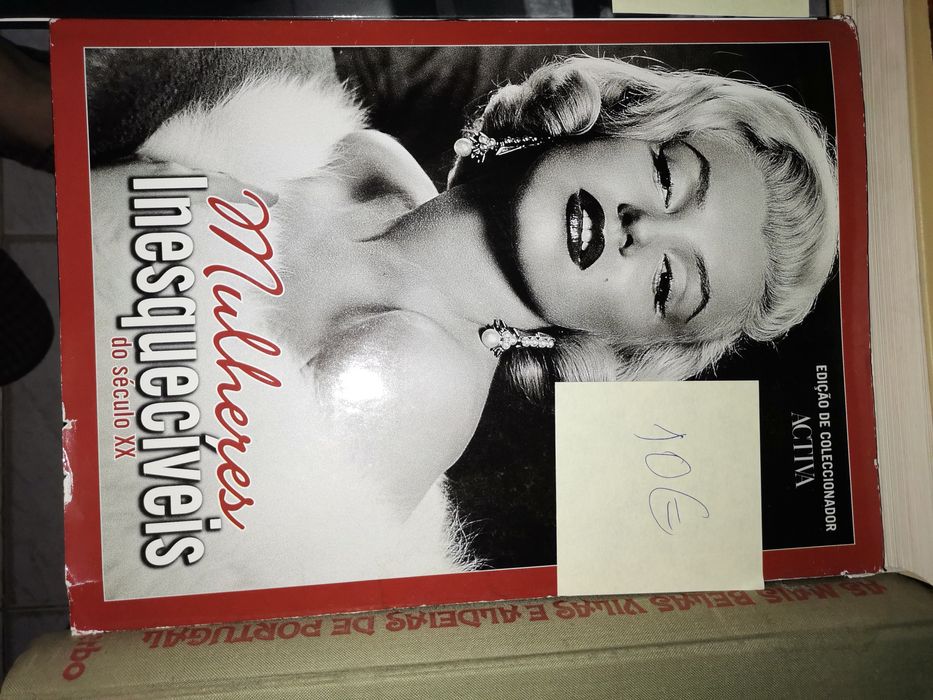 EDIÇÃO DE COLECCIONADOR
ACTIVA
10€
Mulheres
Inesquecíveis
do século XX
AS MAIS BELAS VILAS E ALDEIAS DE PORTUGAL